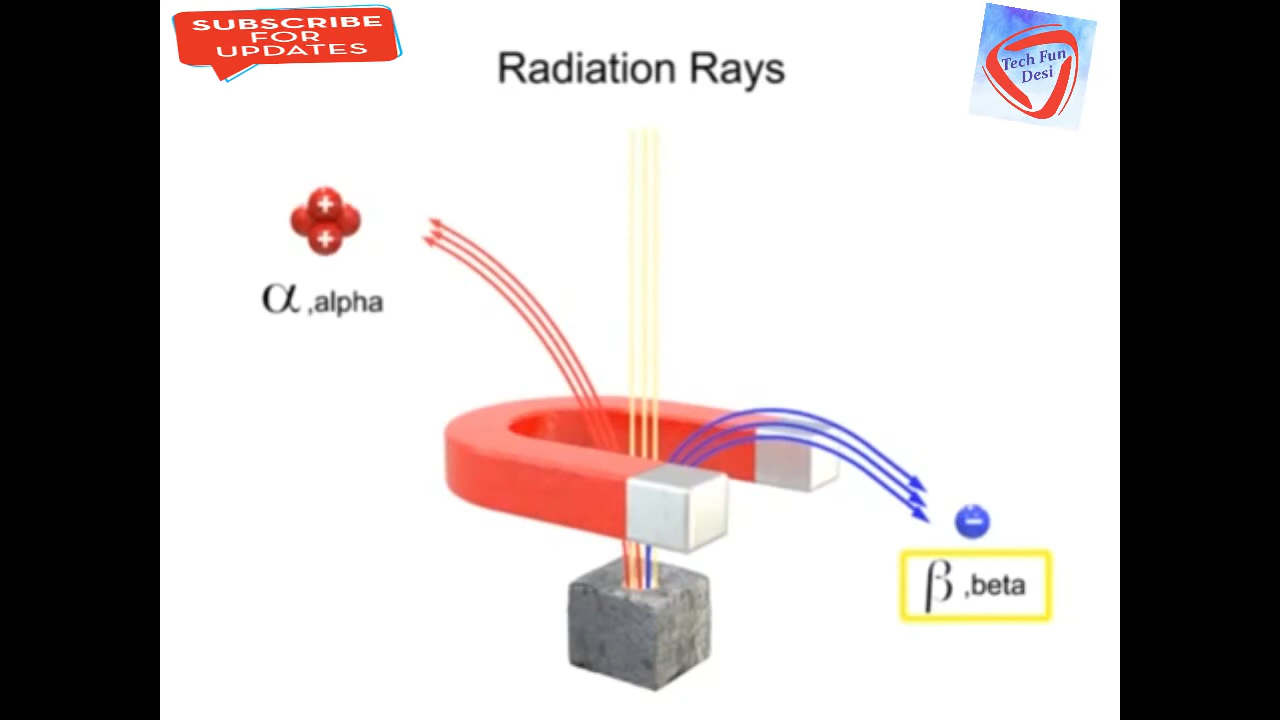 SUBSCRIBE
FOR
UPDATES
Radiation Rays
Tech Fun
Desi
+
+
α ,alpha
−
β ,beta